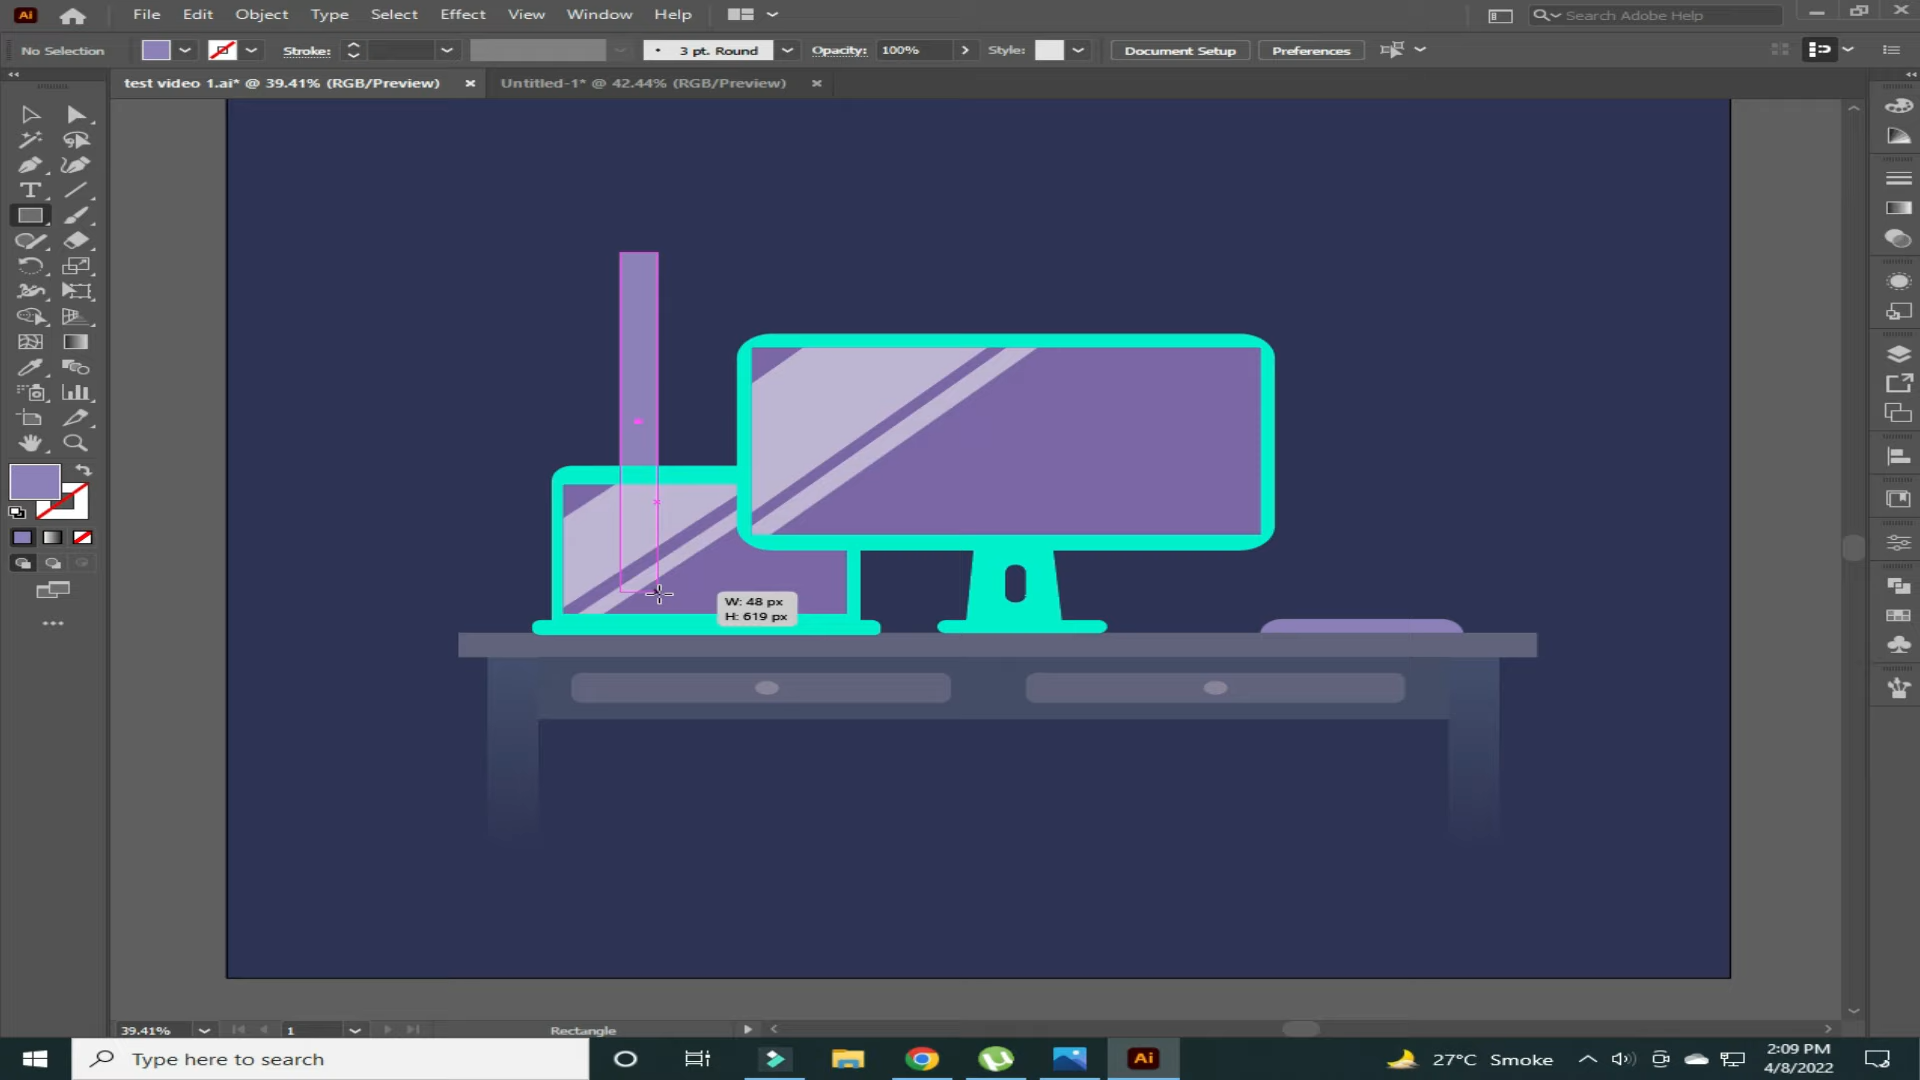 Ai File Edit Object Type Select Effect View Window Help Search Adobe Help
No Selection Stroke: 3 pt. Round Opacity: 100% Style: Document Setup Preferences
test video 1.ai* @ 39.41% (RGB/Preview) Untitled-1* @ 42.44% (RGB/Preview)
W: 48 px
H: 619 px
39.41% 1 Rectangle
Type here to search Ai 27°C Smoke 2:09 PM
4/8/2022